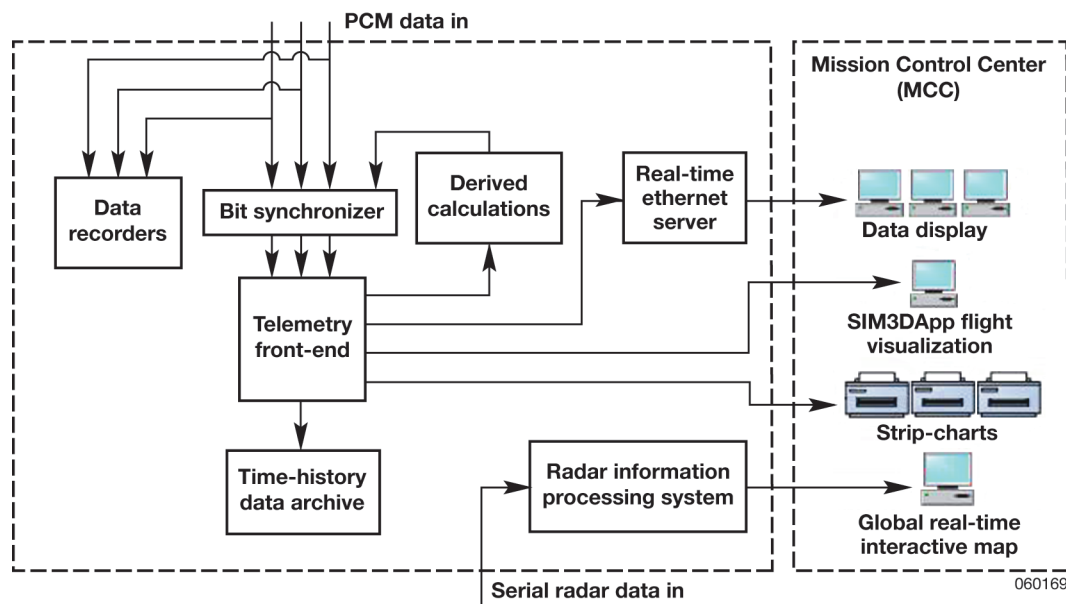 PCM data in
Mission Control Center
(MCC)
Data
recorders
Bit synchronizer
Derived
calculations
Real-time
ethernet
server
Data display
Telemetry
front-end
SIM3DApp flight
visualization
Strip-charts
Time-history
data archive
Radar information
processing system
Global real-time
interactive map
Serial radar data in
060169